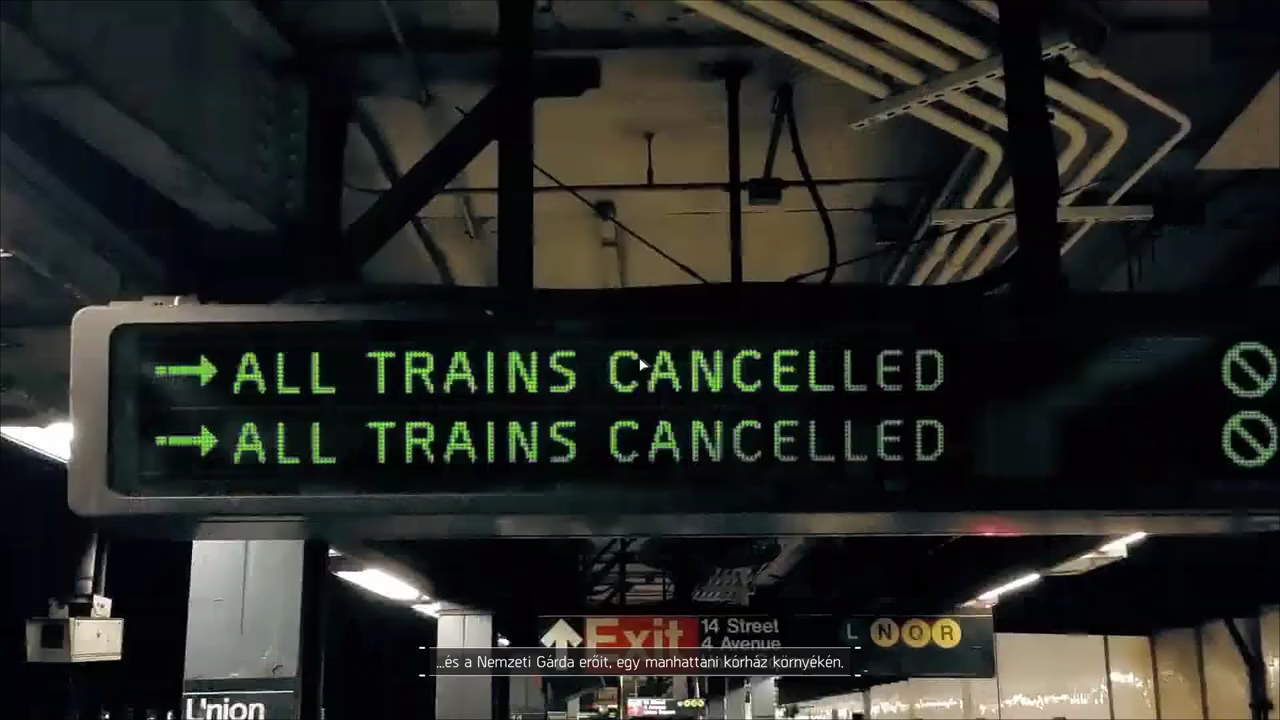 → ALL TRAINS CANCELLED
→ ALL TRAINS CANCELLED
Exit
14 Street
4 Avenue
L N Q R
...és a Nemzeti Gárda erőit, egy manhattani kórház környékén.
Union